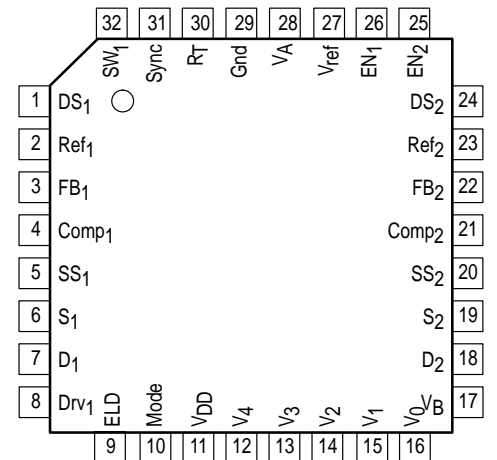 32 31 30 29 28 27 26 25
SW1 Sync RT Gnd VA Vref EN1 EN2
1 DS1 DS2 24
2 Ref1 Ref2 23
3 FB1 FB2 22
4 Comp1 Comp2 21
5 SS1 SS2 20
6 S1 S2 19
7 D1 D2 18
8 Drv1 VB 17
ELD Mode VDD V4 V3 V2 V1 V0
9 10 11 12 13 14 15 16